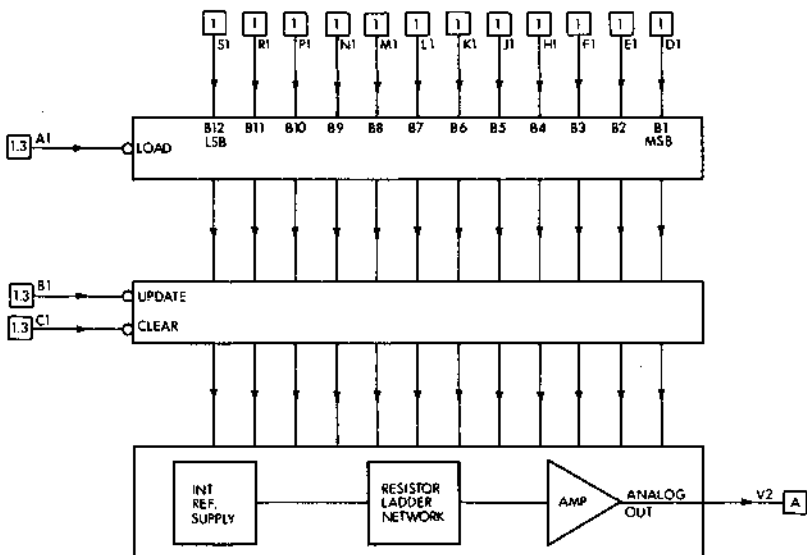 1 1 1 1 1 1 1 1 1 1 1 1
S1 R1 P1 N1 M1 L1 K1 J1 H1 F1 E1 D1
B12 B11 B10 B9 B8 B7 B6 B5 B4 B3 B2 B1
LSB MSB
1.3 A1 LOAD
1.3 B1 UPDATE
1.3 C1 CLEAR
INT
REF.
SUPPLY
RESISTOR
LADDER
NETWORK
AMP
ANALOG
OUT
V2 A